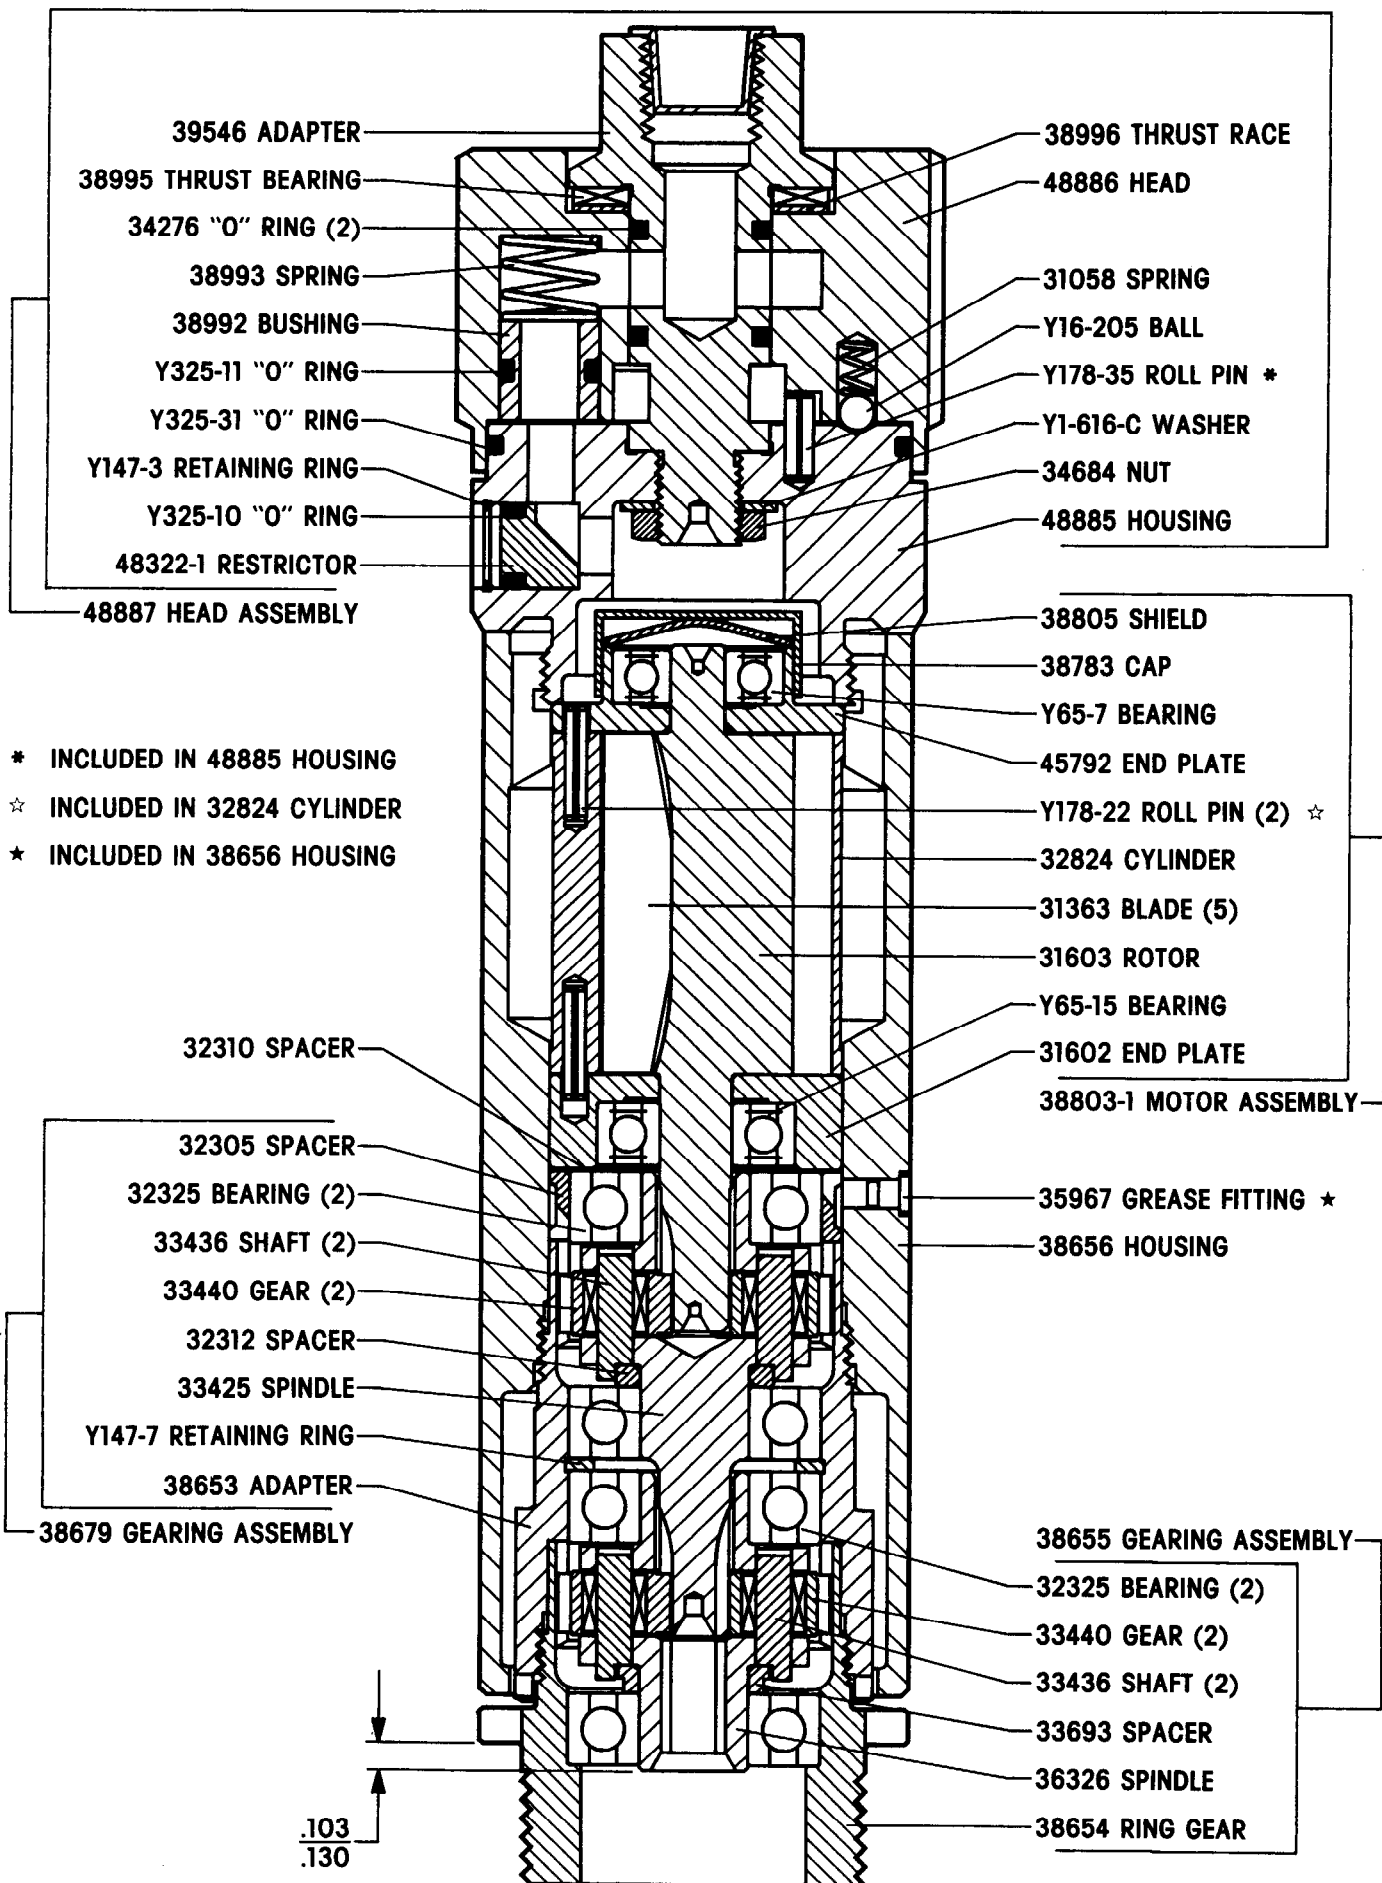 39546 ADAPTER
38995 THRUST BEARING
34276 "O" RING (2)
38993 SPRING
38992 BUSHING
Y325-11 "O" RING
Y325-31 "O" RING
Y147-3 RETAINING RING
Y325-10 "O" RING
48322-1 RESTRICTOR
48887 HEAD ASSEMBLY
38996 THRUST RACE
48886 HEAD
31058 SPRING
Y16-205 BALL
Y178-35 ROLL PIN *
Y1-616-C WASHER
34684 NUT
48885 HOUSING
38805 SHIELD
38783 CAP
Y65-7 BEARING
45792 END PLATE
Y178-22 ROLL PIN (2) ☆
32824 CYLINDER
31363 BLADE (5)
31603 ROTOR
Y65-15 BEARING
31602 END PLATE
38803-1 MOTOR ASSEMBLY
* INCLUDED IN 48885 HOUSING
☆ INCLUDED IN 32824 CYLINDER
★ INCLUDED IN 38656 HOUSING
32310 SPACER
32305 SPACER
32325 BEARING (2)
33436 SHAFT (2)
33440 GEAR (2)
32312 SPACER
33425 SPINDLE
Y147-7 RETAINING RING
38653 ADAPTER
38679 GEARING ASSEMBLY
35967 GREASE FITTING ★
38656 HOUSING
38655 GEARING ASSEMBLY
32325 BEARING (2)
33440 GEAR (2)
33436 SHAFT (2)
33693 SPACER
36326 SPINDLE
38654 RING GEAR
.103
.130